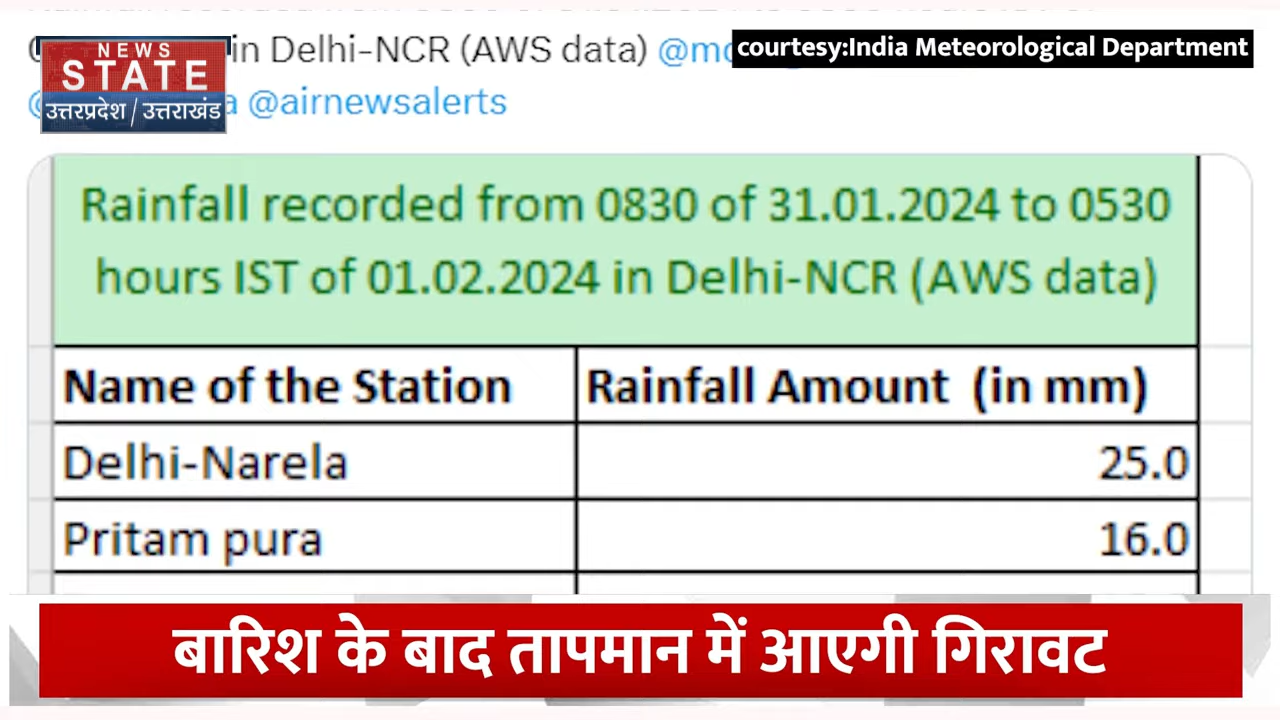 in Delhi-NCR (AWS data)
courtesy:India Meteorological Department
NEWS
STATE
उत्तरप्रदेश / उत्तराखंड
@airnewsalerts
Rainfall recorded from 0830 of 31.01.2024 to 0530
hours IST of 01.02.2024 in Delhi-NCR (AWS data)
Name of the Station Rainfall Amount (in mm)
Delhi-Narela 25.0
Pritam pura 16.0
बारिश के बाद तापमान में आएगी गिरावट